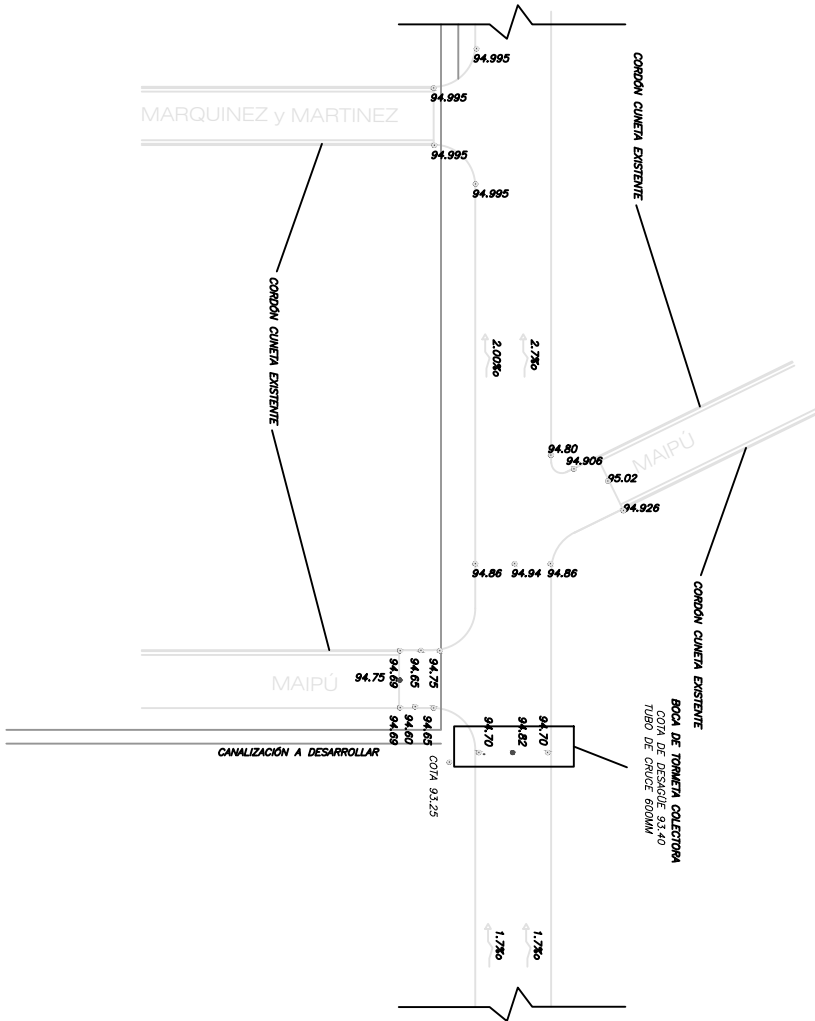 94.995
94.995
MARQUINEZ y MARTINEZ
94.995
94.995
CORDÓN CUNETA EXISTENTE
CORDÓN CUNETA EXISTENTE
2.00‰
2.7‰
94.80
94.906
MAIPÚ
95.02
94.926
94.86
94.94
94.86
CORDÓN CUNETA EXISTENTE
MAIPÚ
94.75
94.69
94.65
94.75
94.69
94.60
94.65
94.70
94.82
94.70
BOCA DE TORMETA COLECTORA
COTA DE DESAGÜE 93.40
TUBO DE CRUCE 600MM
CANALIZACIÓN A DESARROLLAR
COTA 93.25
1.7‰
1.7‰